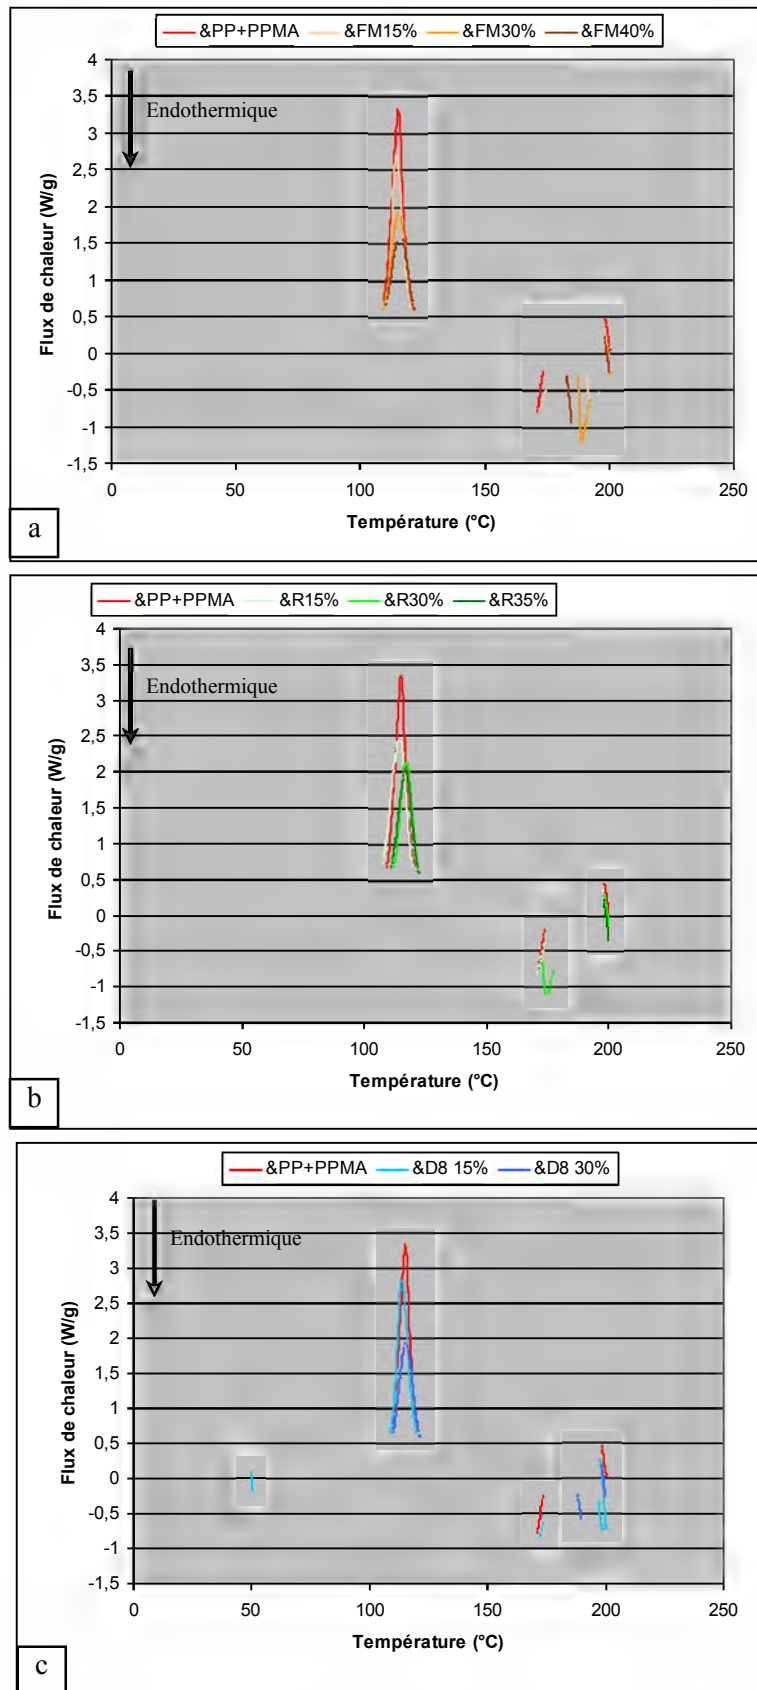 &PP+PPMA &FM15% &FM30% &FM40%
4
3,5
3
2,5
2
1,5
1
0,5
0
-0,5
-1
-1,5
Endothermique
Flux de chaleur (W/g)
0 50 100 150 200 250
Température (°C)
a
&PP+PPMA &R15% &R30% &R35%
4
3,5
3
2,5
2
1,5
1
0,5
0
-0,5
-1
-1,5
Endothermique
Flux de chaleur (W/g)
0 50 100 150 200 250
Température (°C)
b
&PP+PPMA &D8 15% &D8 30%
4
3,5
3
2,5
2
1,5
1
0,5
0
-0,5
-1
-1,5
Endothermique
Flux de chaleur (W/g)
0 50 100 150 200 250
Température (°C)
c